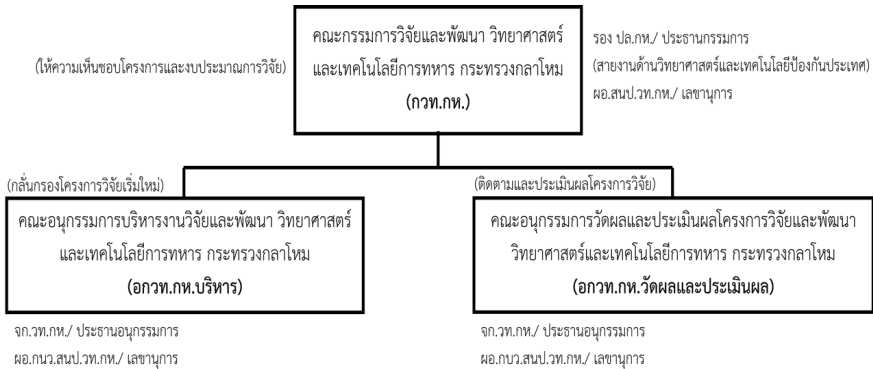 คณะกรรมการวิจัยและพัฒนา วิทยาศาสตร์
และเทคโนโลยีการทหาร กระทรวงกลาโหม
(กวท.กห.)
(ให้ความเห็นชอบโครงการและงบประมาณการวิจัย)
รอง ปล.กห./ ประธานกรรมการ
(สายงานด้านวิทยาศาสตร์และเทคโนโลยีป้องกันประเทศ)
ผอ.สนป.วท.กห./ เลขานุการ
(กลั่นกรองโครงการวิจัยเริ่มใหม่)
คณะอนุกรรมการบริหารงานวิจัยและพัฒนา วิทยาศาสตร์
และเทคโนโลยีการทหาร กระทรวงกลาโหม
(อกวท.กห.บริหาร)
จก.วท.กห./ ประธานอนุกรรมการ
ผอ.กนว.สนป.วท.กห./ เลขานุการ
(ติดตามและประเมินผลโครงการวิจัย)
คณะอนุกรรมการวัดผลและประเมินผลโครงการวิจัยและพัฒนา
วิทยาศาสตร์และเทคโนโลยีการทหาร กระทรวงกลาโหม
(อกวท.กห.วัดผลและประเมินผล)
จก.วท.กห./ ประธานอนุกรรมการ
ผอ.กบว.สนป.วท.กห./ เลขานุการ